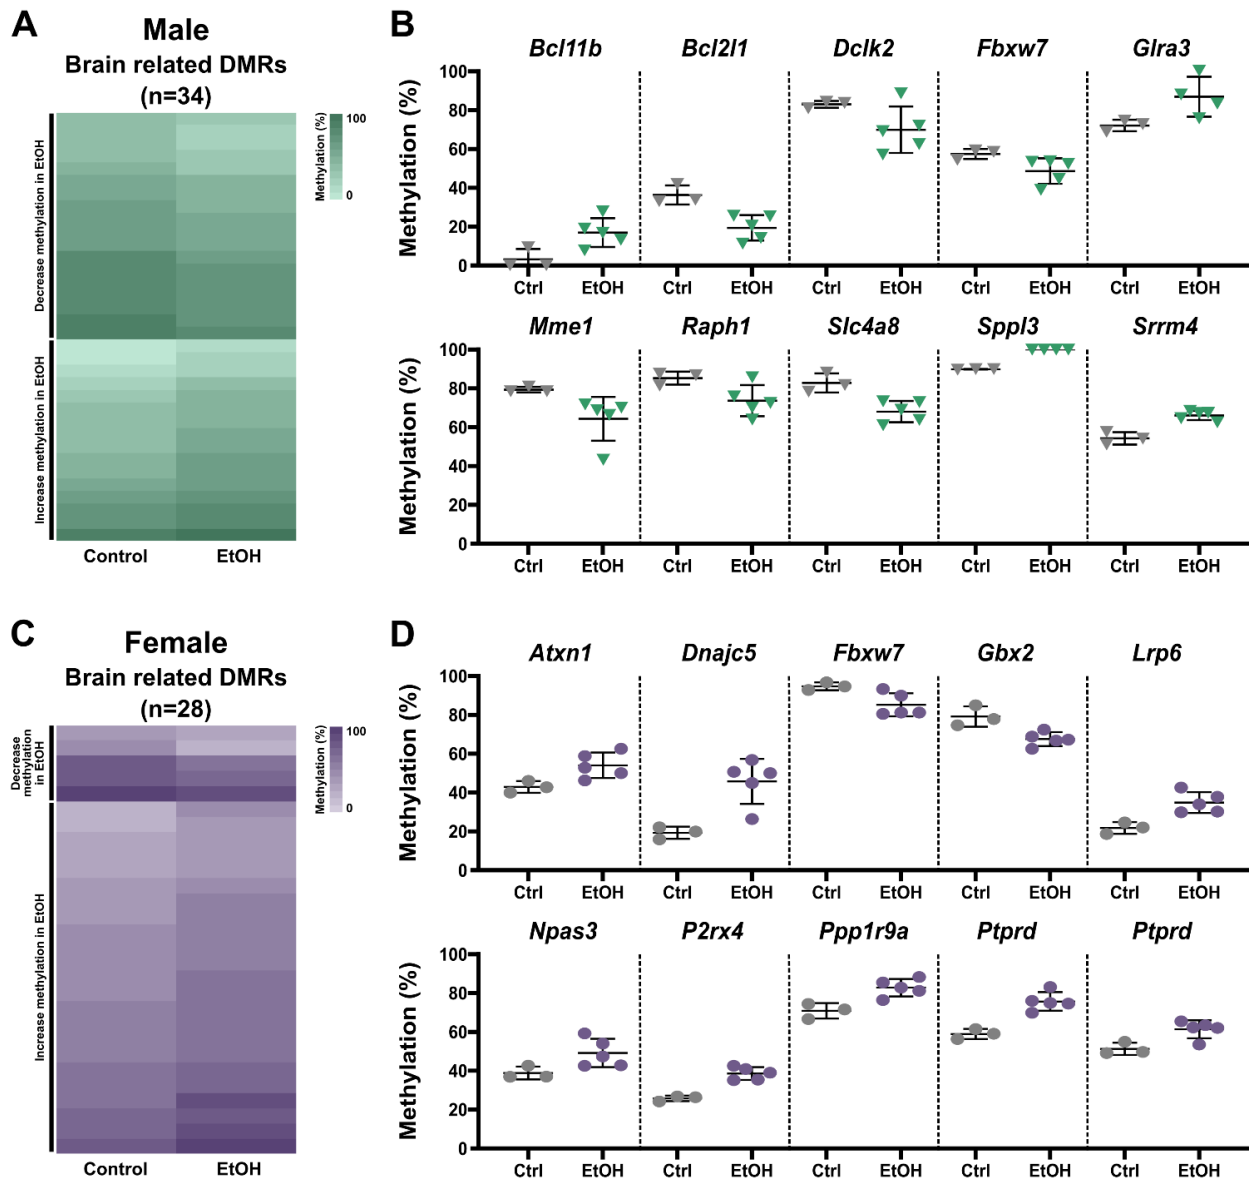 A
Male
Brain related DMRs
(n=34)
Decrease methylation in EtOH
Increase methylation in EtOH
Methylation (%)
100
0
Control EtOH
B
Bcl11b Bcl2l1 Dclk2 Fbxw7 Glra3
Methylation (%)
100
80
60
40
20
0
Ctrl EtOH Ctrl EtOH Ctrl EtOH Ctrl EtOH Ctrl EtOH
Mme1 Raph1 Slc4a8 Sppl3 Srrm4
Methylation (%)
100
80
60
40
20
0
Ctrl EtOH Ctrl EtOH Ctrl EtOH Ctrl EtOH Ctrl EtOH
C
Female
Brain related DMRs
(n=28)
Decrease
methylation
in EtOH
Increase methylation in EtOH
Methylation (%)
100
0
Control EtOH
D
Atxn1 Dnajc5 Fbxw7 Gbx2 Lrp6
Methylation (%)
100
80
60
40
20
0
Ctrl EtOH Ctrl EtOH Ctrl EtOH Ctrl EtOH Ctrl EtOH
Npas3 P2rx4 Ppp1r9a Ptprd Ptprd
Methylation (%)
100
80
60
40
20
0
Ctrl EtOH Ctrl EtOH Ctrl EtOH Ctrl EtOH Ctrl EtOH